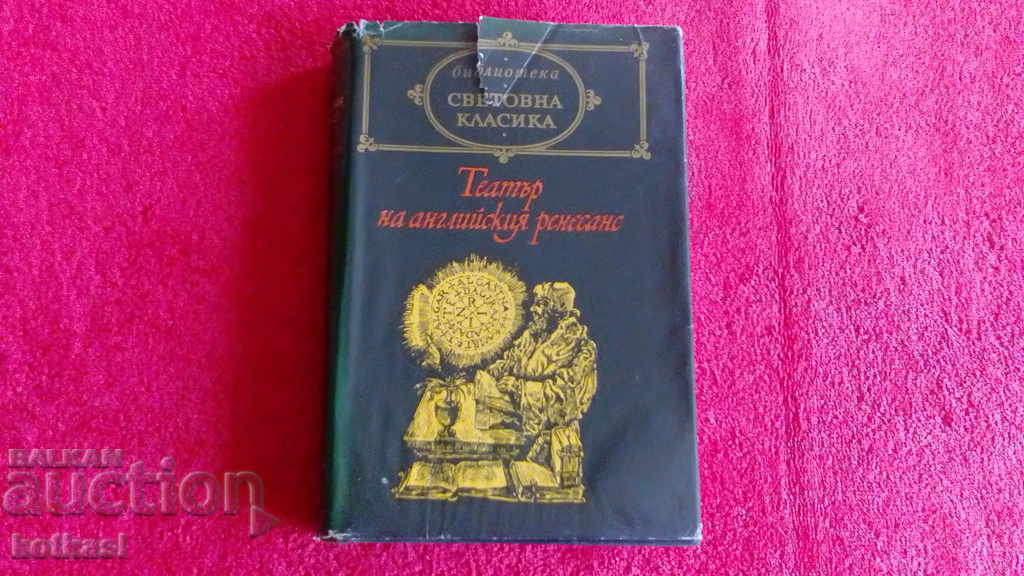 библиотека
СВЕТОВНА
КЛАСИКА
Театър
на английския ренесанс
BALKAN
auction
kotkasl